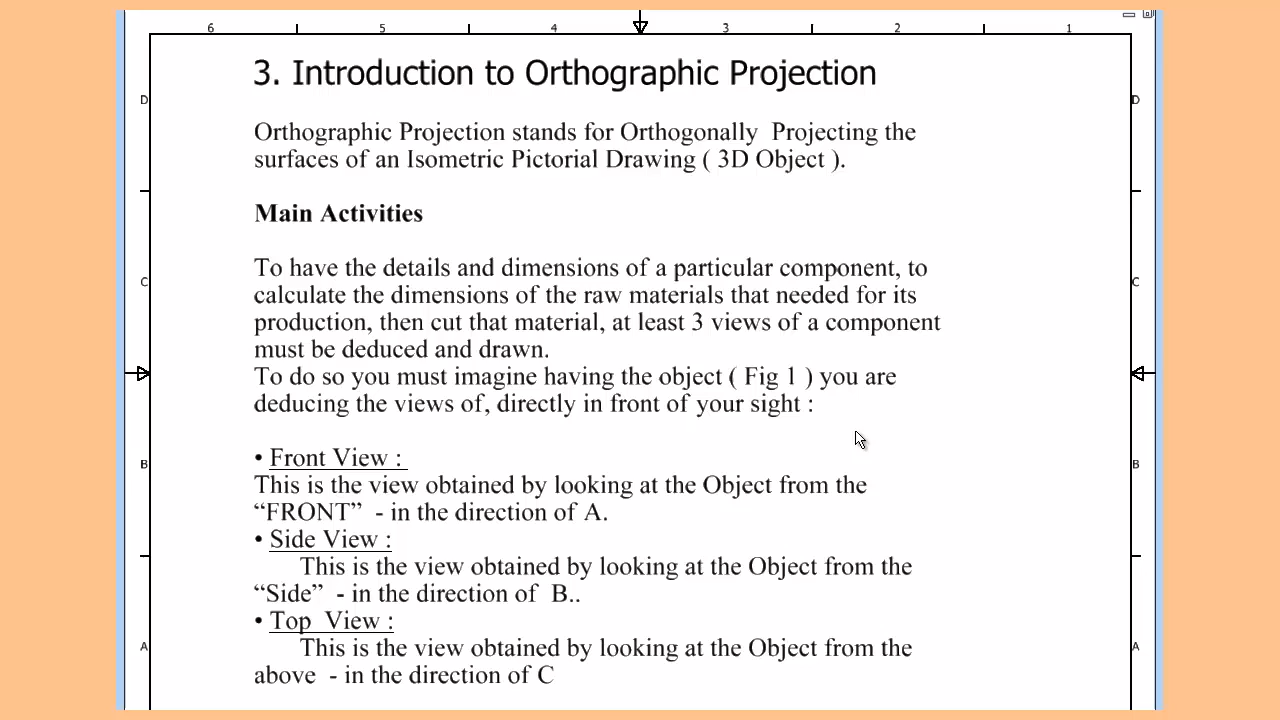 6 5 4 3 2 1
3. Introduction to Orthographic Projection
D D
Orthographic Projection stands for Orthogonally Projecting the
surfaces of an Isometric Pictorial Drawing ( 3D Object ).
Main Activities
To have the details and dimensions of a particular component, to
C C
calculate the dimensions of the raw materials that needed for its
production, then cut that material, at least 3 views of a component
must be deduced and drawn.
To do so you must imagine having the object ( Fig 1 ) you are
deducing the views of, directly in front of your sight :
• Front View :
B B
This is the view obtained by looking at the Object from the
“FRONT” - in the direction of A.
• Side View :
This is the view obtained by looking at the Object from the
“Side” - in the direction of B..
• Top View :
This is the view obtained by looking at the Object from the
A A
above - in the direction of C